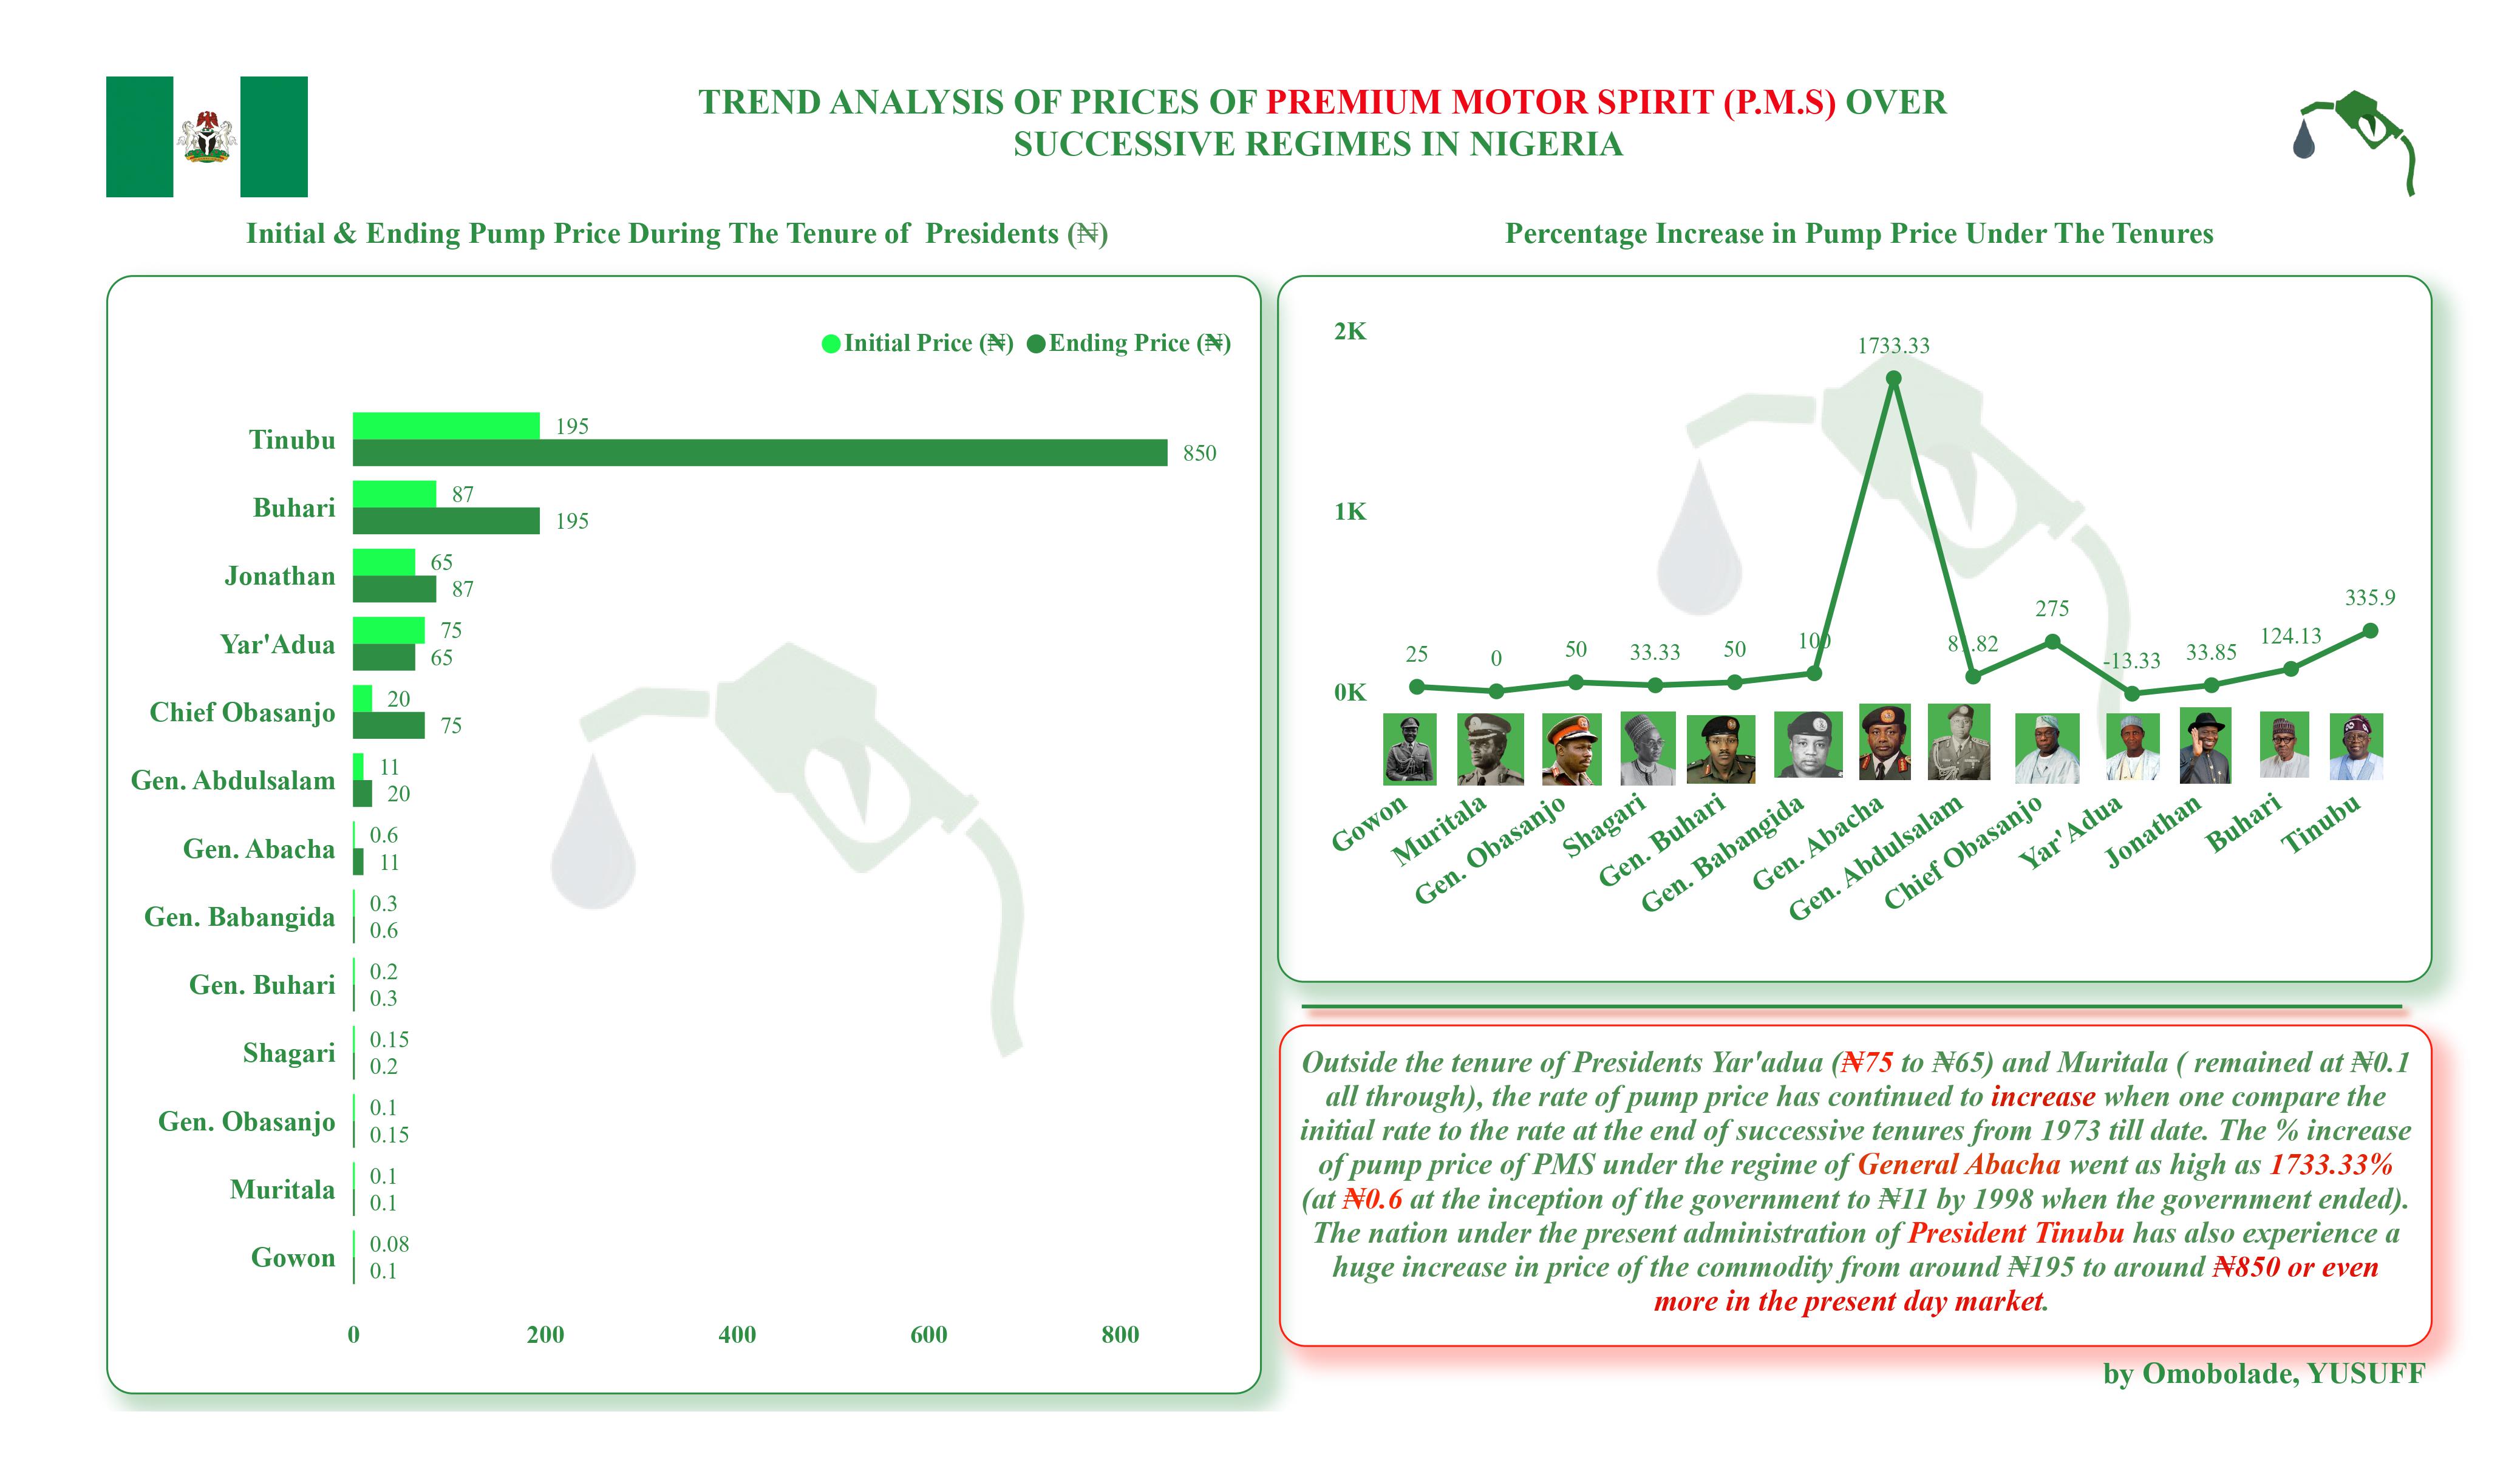 TREND ANALYSIS OF PRICES OF PREMIUM MOTOR SPIRIT (P.M.S) OVER
SUCCESSIVE REGIMES IN NIGERIA
Initial & Ending Pump Price During The Tenure of Presidents (₦)
Initial Price (₦) Ending Price (₦)
Tinubu 195
850
Buhari 87
195
Jonathan 65
87
Yar'Adua 75
65
Chief Obasanjo 20
75
Gen. Abdulsalam 11
20
Gen. Abacha 0.6
11
Gen. Babangida 0.3
0.6
Gen. Buhari 0.2
0.3
Shagari 0.15
0.2
Gen. Obasanjo 0.1
0.15
Muritala 0.1
0.1
Gowon 0.08
0.1
0 200 400 600 800
Percentage Increase in Pump Price Under The Tenures
2K
1K
0K
25 0 50 33.33 50 100 1733.33 81.82 275 -13.33 33.85 124.13 335.9
Gowon
Muritala
Gen. Obasanjo
Shagari
Gen. Buhari
Gen. Babangida
Gen. Abacha
Gen. Abdulsalam
Chief Obasanjo
Yar'Adua
Jonathan
Buhari
Tinubu
Outside the tenure of Presidents Yar'adua (₦75 to ₦65) and Muritala ( remained at ₦0.1
all through), the rate of pump price has continued to increase when one compare the
initial rate to the rate at the end of successive tenures from 1973 till date. The % increase
of pump price of PMS under the regime of General Abacha went as high as 1733.33%
(at ₦0.6 at the inception of the government to ₦11 by 1998 when the government ended).
The nation under the present administration of President Tinubu has also experience a
huge increase in price of the commodity from around ₦195 to around ₦850 or even
more in the present day market.
by Omobolade, YUSUFF